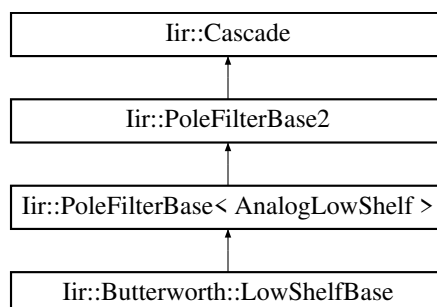 Iir::Cascade
Iir::PoleFilterBase2
Iir::PoleFilterBase< AnalogLowShelf >
Iir::Butterworth::LowShelfBase